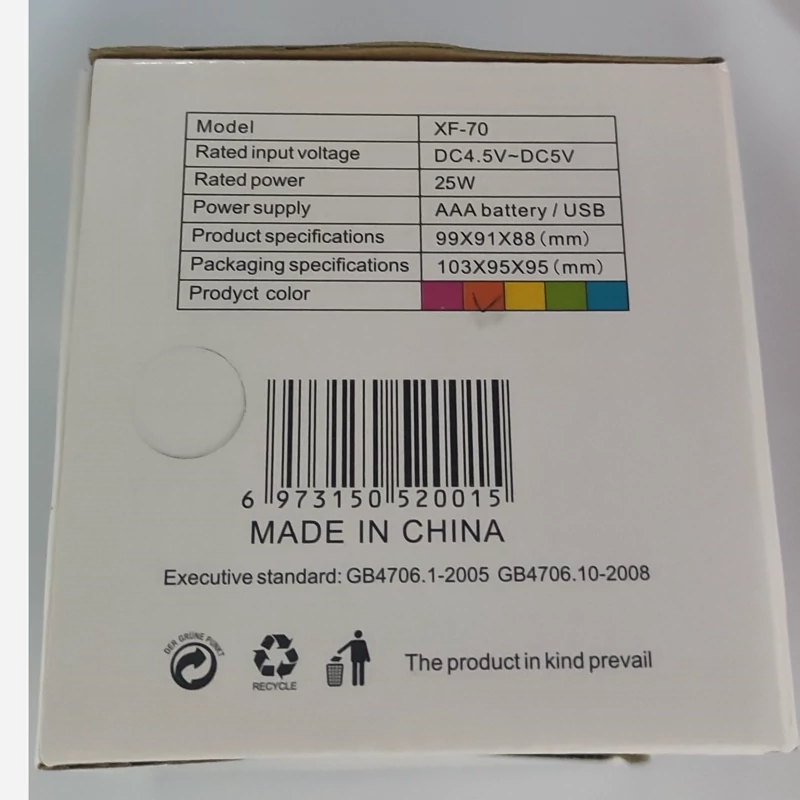 Model XF-70
Rated input voltage DC4.5V~DC5V
Rated power 25W
Power supply AAA battery / USB
Product specifications 99X91X88(mm)
Packaging specifications 103X95X95(mm)
Prodyct color
6 973150 520015
MADE IN CHINA
Executive standard: GB4706.1-2005 GB4706.10-2008
DER GRÜNE PUNKT
RECYCLE
The product in kind prevail